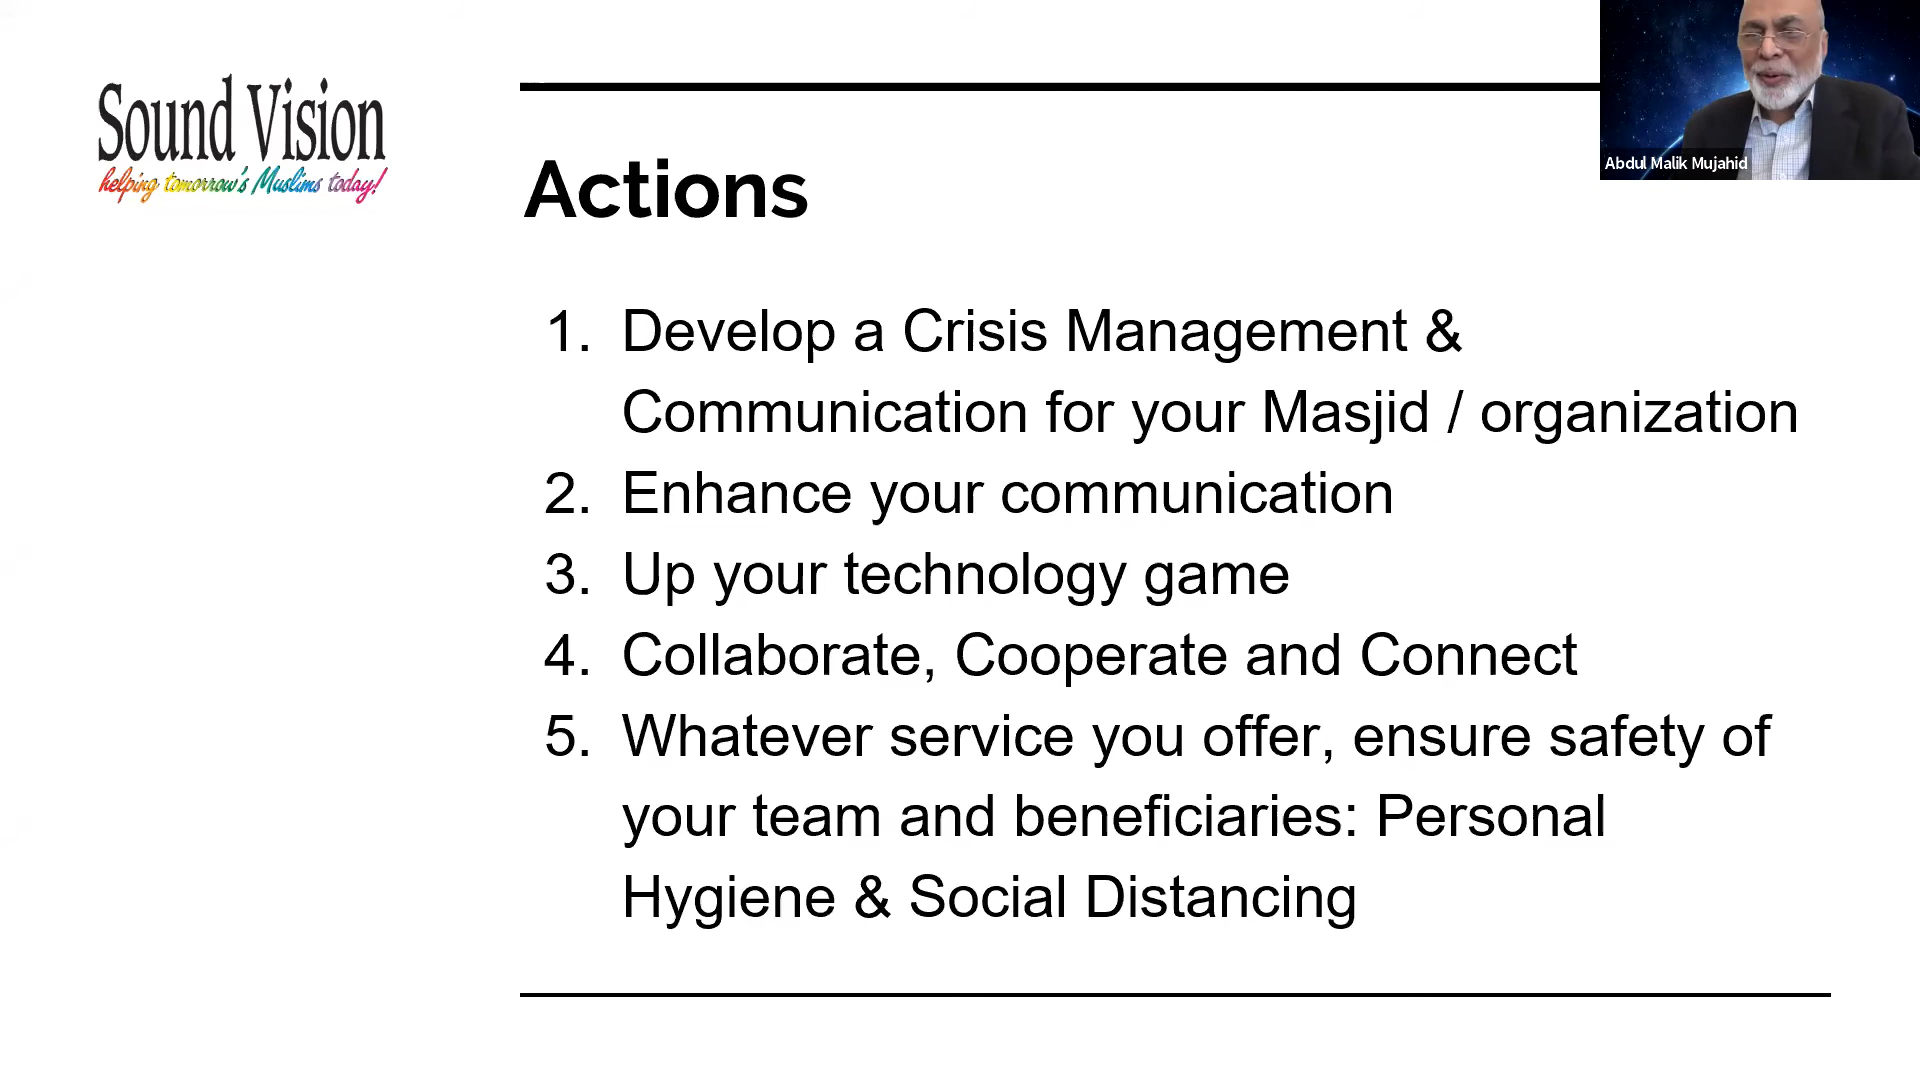 Sound Vision
helping tomorrow's Muslims today!
Abdul Malik Mujahid
Actions
1. Develop a Crisis Management &
Communication for your Masjid / organization
2. Enhance your communication
3. Up your technology game
4. Collaborate, Cooperate and Connect
5. Whatever service you offer, ensure safety of
your team and beneficiaries: Personal
Hygiene & Social Distancing